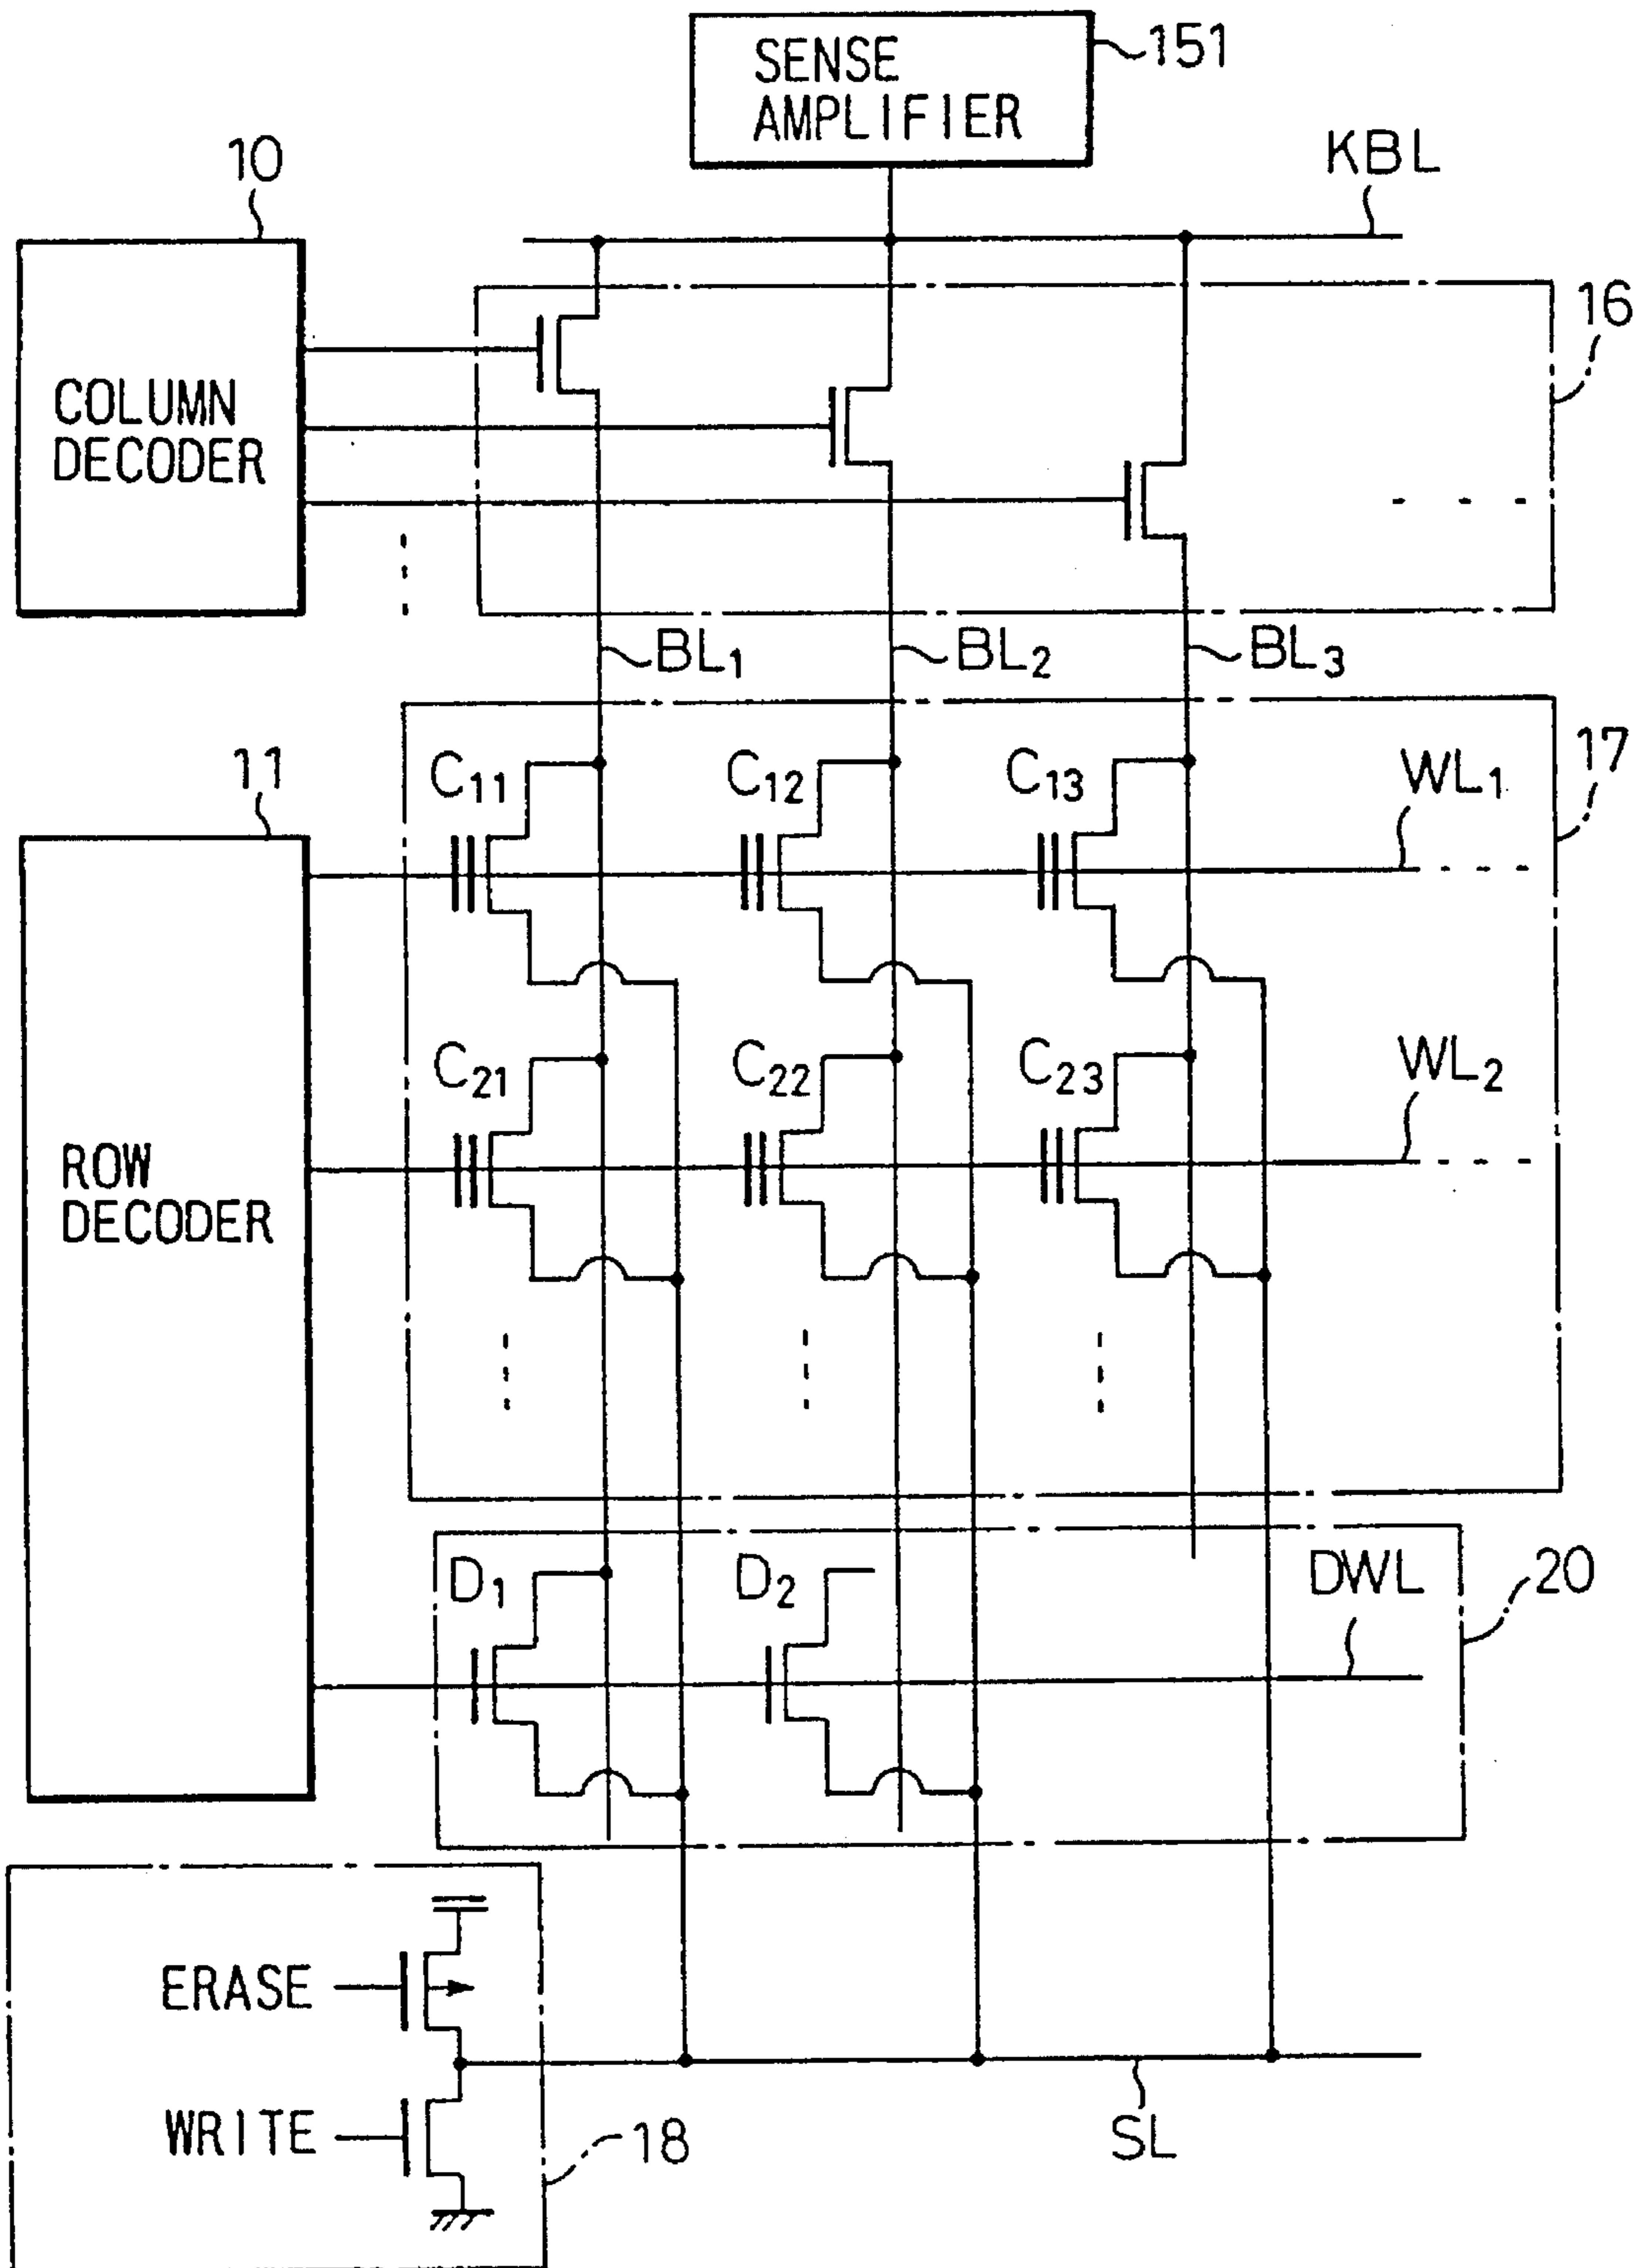 SENSE
AMPLIFIER
151
10
KBL
16
COLUMN
DECODER
BL1
BL2
BL3
11
C11
C12
C13
WL1
17
C21
C22
C23
WL2
ROW
DECODER
D1
D2
DWL
20
ERASE
WRITE
18
SL